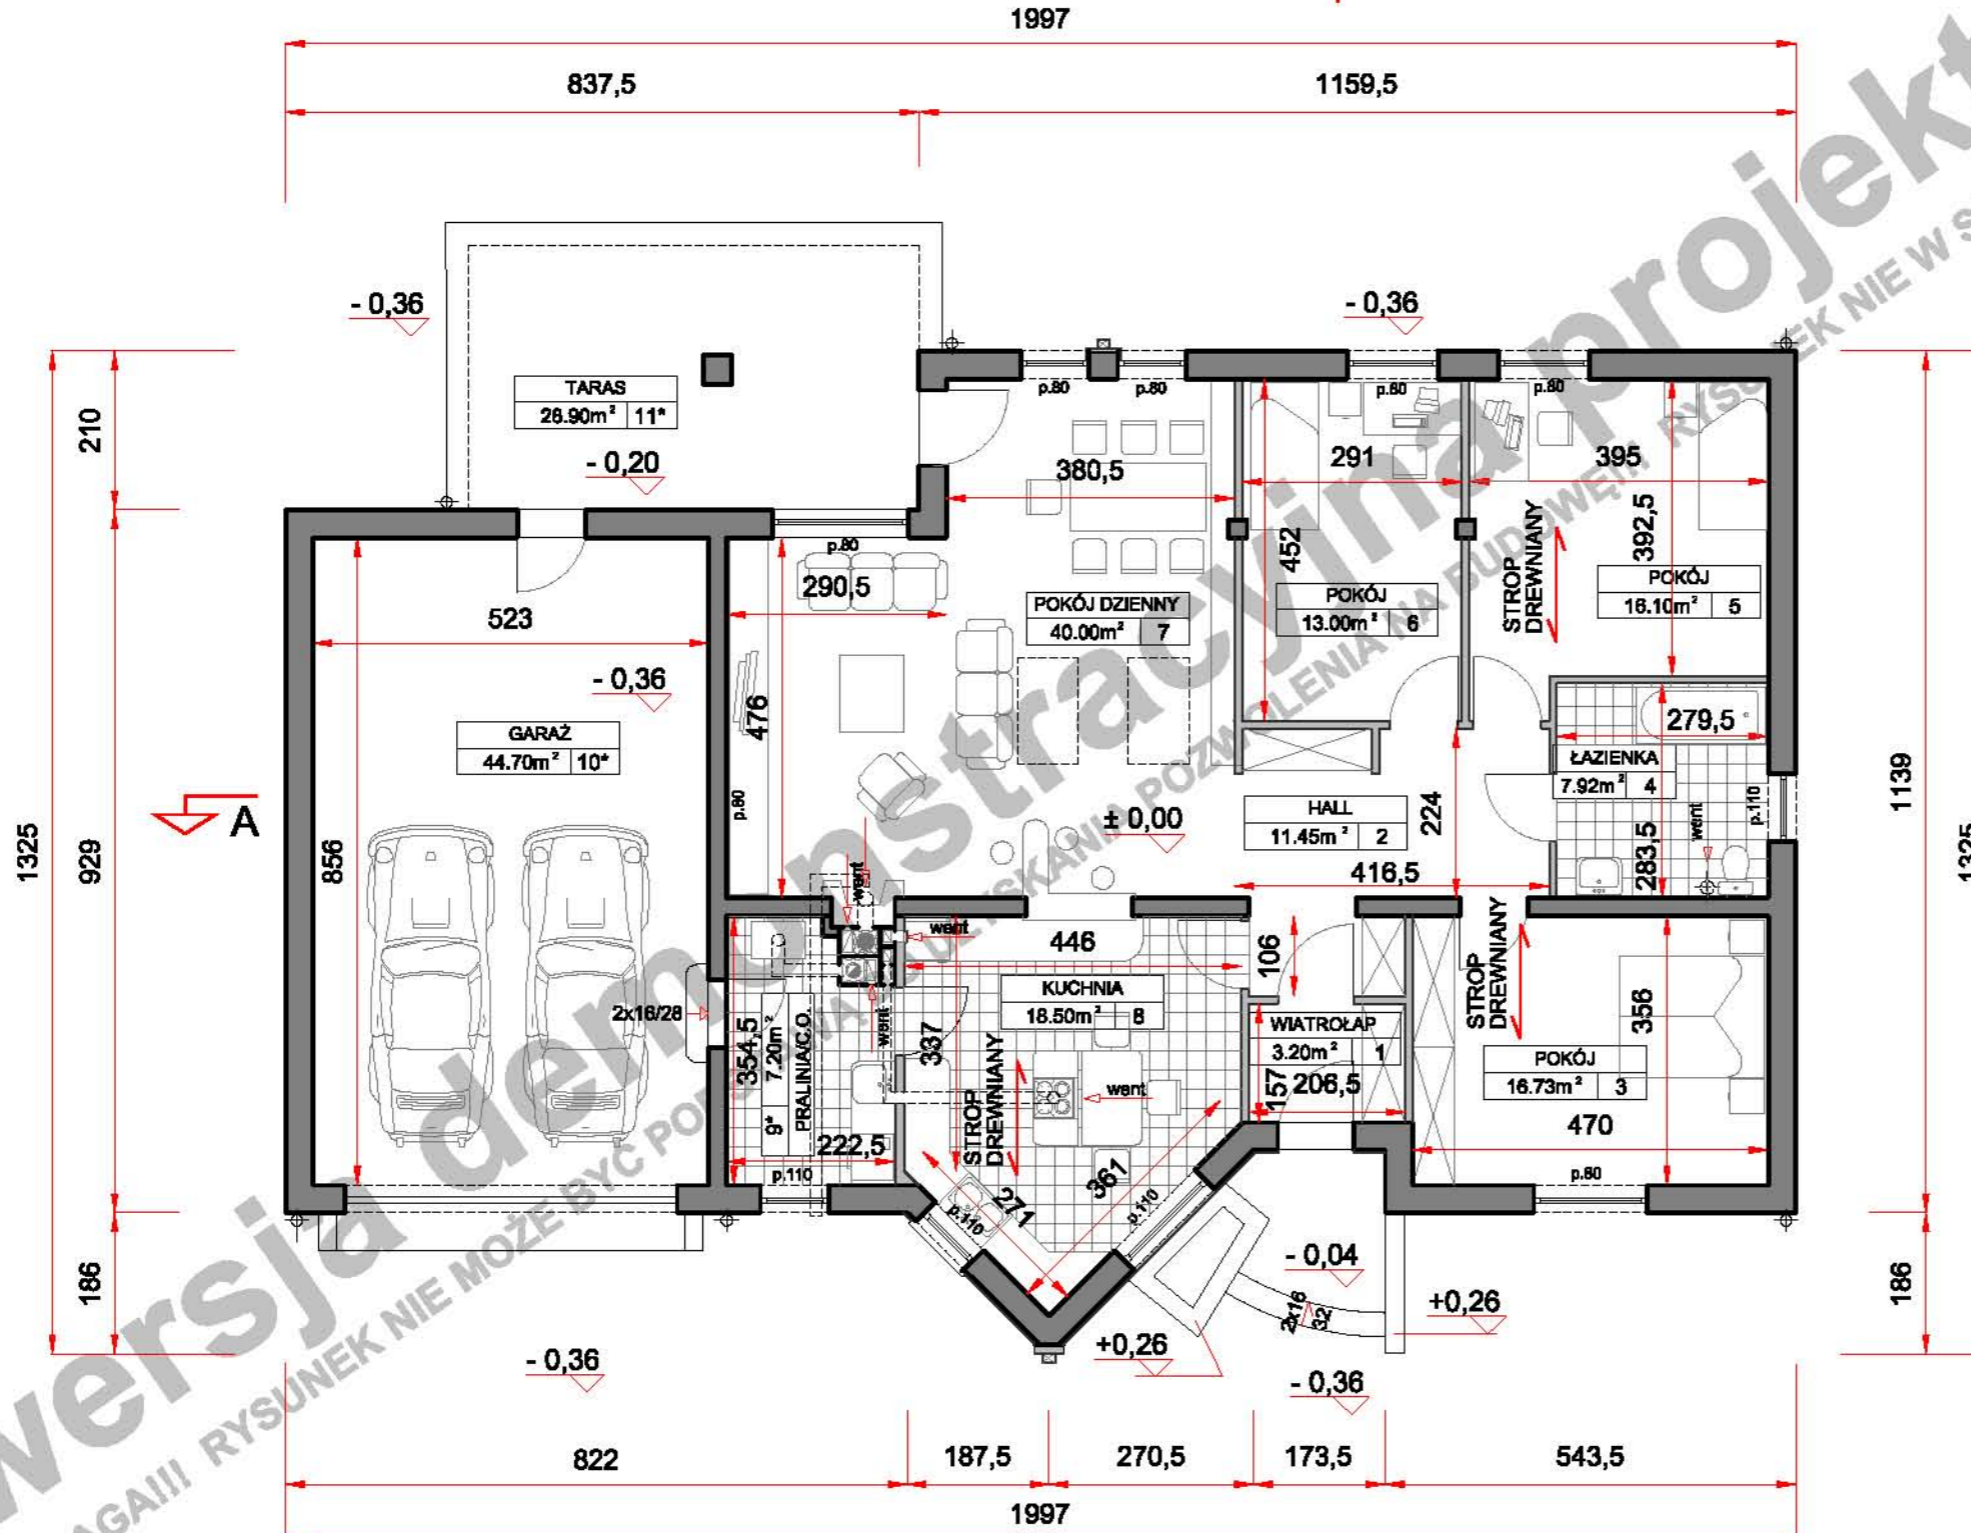 1997
837,5
1159,5
- 0,36
- 0,36
TARAS
26.90m² 11*
- 0,20
p.80
p.80
p.80
p.80
210
380,5
291
395
452
392,5
STROP
DREWNIANY
p.80
290,5
POKÓJ DZIENNY
40.00m² 7
POKÓJ
13.00m² 6
POKÓJ
16.10m² 5
523
- 0,36
476
GARAŻ
44.70m² 10*
279,5
ŁAZIENKA
7.92m² 4
p.80
p.110
went
1139
1325
1325
929
856
A
± 0,00
HALL
11.45m² 2
224
416,5
283,5
went
went
446
106
KUCHNIA
18.50m² 8
STROP
DREWNIANY
356
2x16/28
354,5
9* 7.20m²
PRALINIA/C.O.
went
337
STROP
DREWNIANY
went
WIATROŁAP
3.20m² 1
157
206,5
POKÓJ
16.73m² 3
470
222,5
p.110
p.80
271
361
p.110
p.110
186
186
- 0,04
2x16
32
+0,26
+0,26
- 0,36
- 0,36
822
187,5
270,5
173,5
543,5
1997
wersja demonstracyjna projekt
AGA!!! RYSUNEK NIE MOŻE BYĆ POD
UZYSKANIA POZWOLENIA NA BUDOWĘ!!! RYSUNEK NIE W S